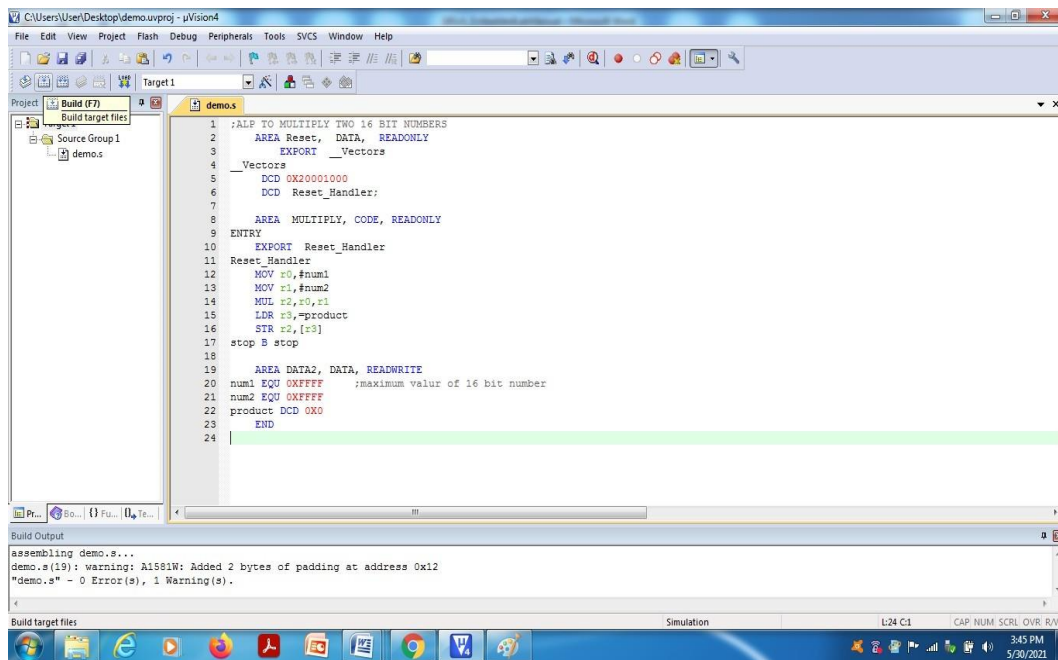 C:\Users\User\Desktop\demo.uvproj - µVision4
File Edit View Project Flash Debug Peripherals Tools SVCS Window Help
LOAD Target 1
Project
Build (F7)
Build target files
Source Group 1
demo.s
demo.s
1 ;ALP TO MULTIPLY TWO 16 BIT NUMBERS
2 AREA Reset, DATA, READONLY
3 EXPORT __Vectors
4 __Vectors
5 DCD 0X20001000
6 DCD Reset_Handler;
7
8 AREA MULTIPLY, CODE, READONLY
9 ENTRY
10 EXPORT Reset_Handler
11 Reset_Handler
12 MOV r0,#num1
13 MOV r1,#num2
14 MUL r2,r0,r1
15 LDR r3,=product
16 STR r2,[r3]
17 stop B stop
18
19 AREA DATA2, DATA, READWRITE
20 num1 EQU 0XFFFF ;maximum valur of 16 bit number
21 num2 EQU 0XFFFF
22 product DCD 0X0
23 END
24
Pr... Bo... {} Fu... Te...
Build Output
assembling demo.s...
demo.s(19): warning: A1581W: Added 2 bytes of padding at address 0x12
"demo.s" - 0 Error(s), 1 Warning(s).
Build target files Simulation L:24 C:1 CAP NUM SCRL OVR R/
3:45 PM
5/30/2021